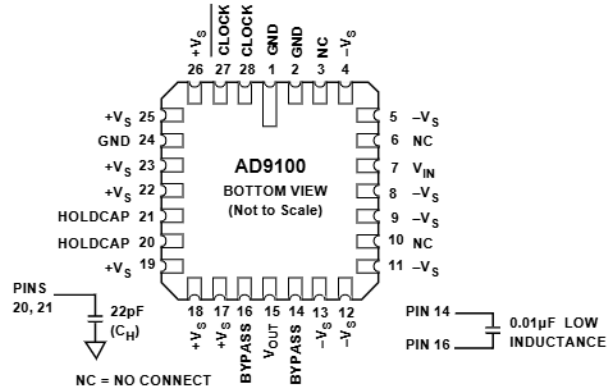 +VS
CLOCK
CLOCK
GND
GND
NC
–VS
26 27 28 1 2 3 4
+VS 25
GND 24
+VS 23
+VS 22
HOLDCAP 21
HOLDCAP 20
+VS 19
AD9100
BOTTOM VIEW
(Not to Scale)
5 –VS
6 NC
7 VIN
8 –VS
9 –VS
10 NC
11 –VS
18 17 16 15 14 13 12
+VS
+VS
BYPASS
VOUT
BYPASS
–VS
–VS
PINS
20, 21
22pF
(CH)
PIN 14
PIN 16
0.01µF LOW
INDUCTANCE
NC = NO CONNECT